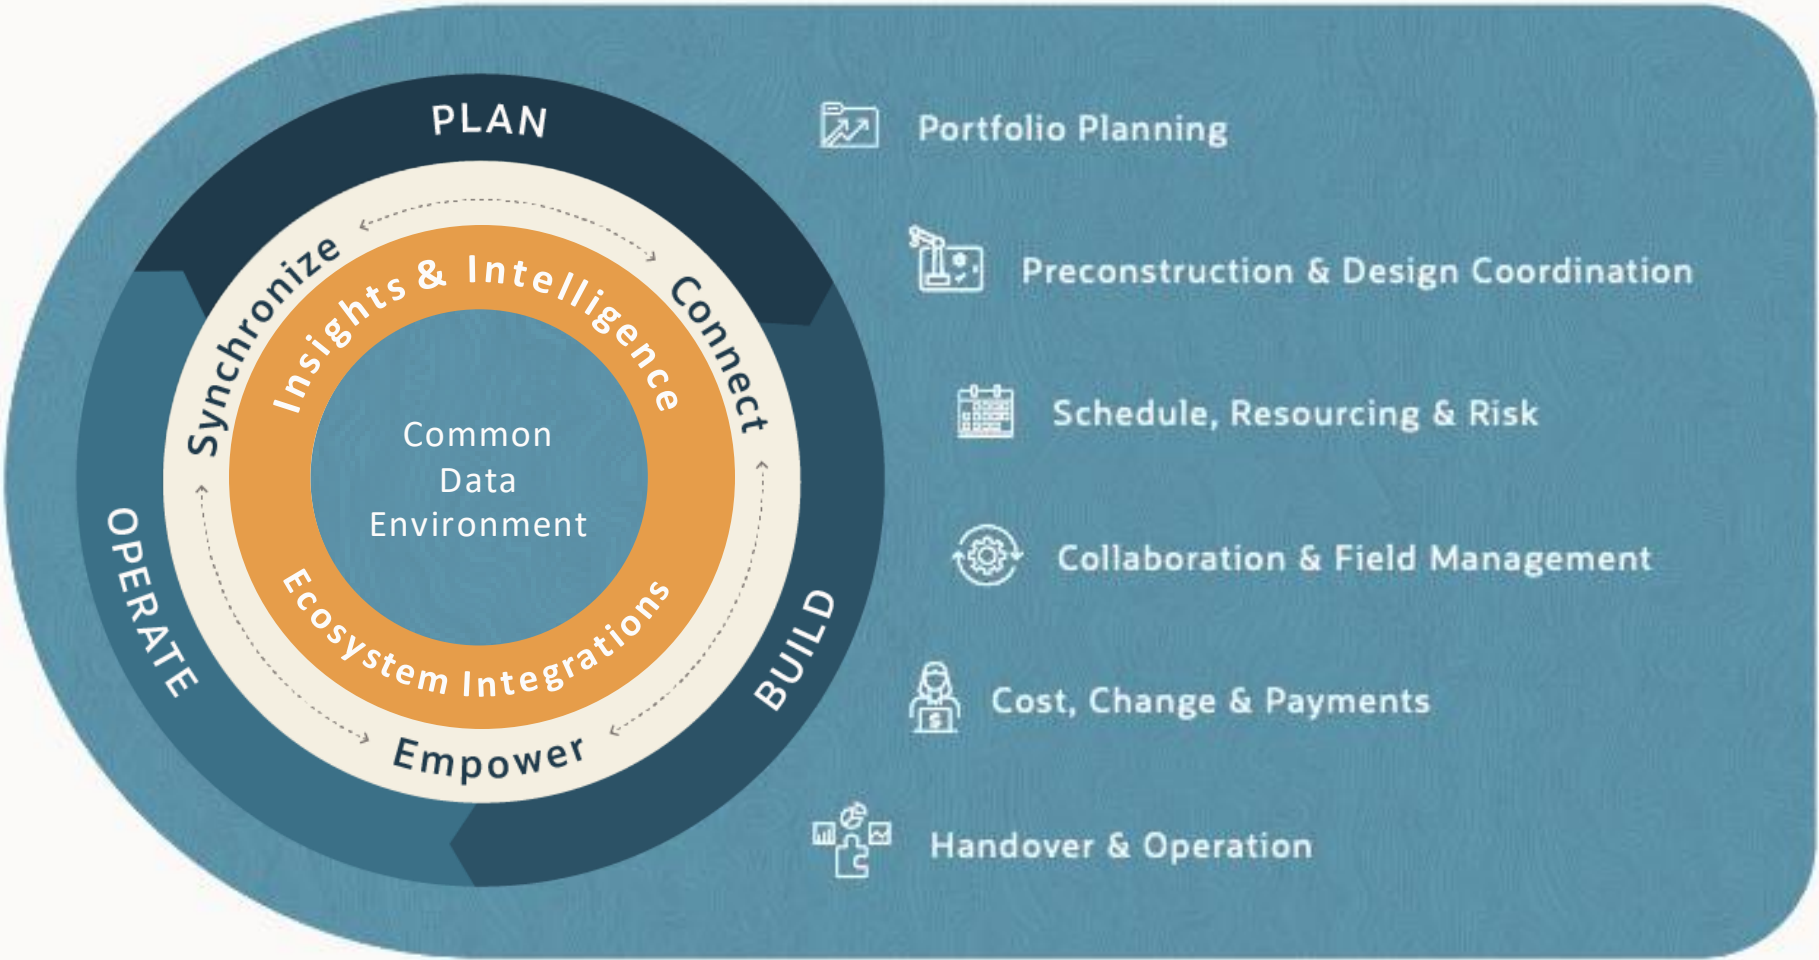 PLAN
BUILD
OPERATE
Synchronize
Connect
Empower
Insights & Intelligence
Ecosystem Integrations
Common
Data
Environment
Portfolio Planning
Preconstruction & Design Coordination
Schedule, Resourcing & Risk
Collaboration & Field Management
$
Cost, Change & Payments
Handover & Operation